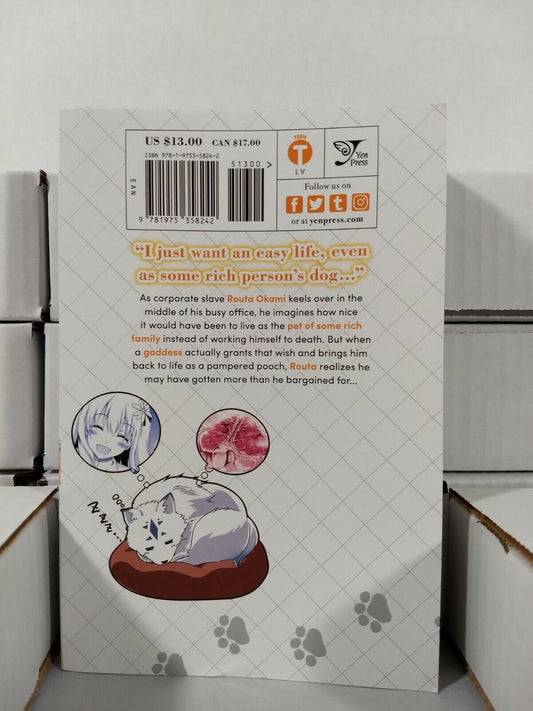 US $13.00 CAN $17.00
ISBN 978-1-9753-5824-2
51300 >
EAN
9 781975 358242
TEEN
T
LV
Yen
Press
Follow us on
or at yenpress.com
"I just want an easy life, even
as some rich person's dog…"
As corporate slave Routa Okami keels over in the
middle of his busy office, he imagines how nice
it would have been to live as the pet of some rich
family instead of working himself to death. But when
a goddess actually grants that wish and brings him
back to life as a pampered pooch, Routa realizes he
may have gotten more than he bargained for...
ZZZ...